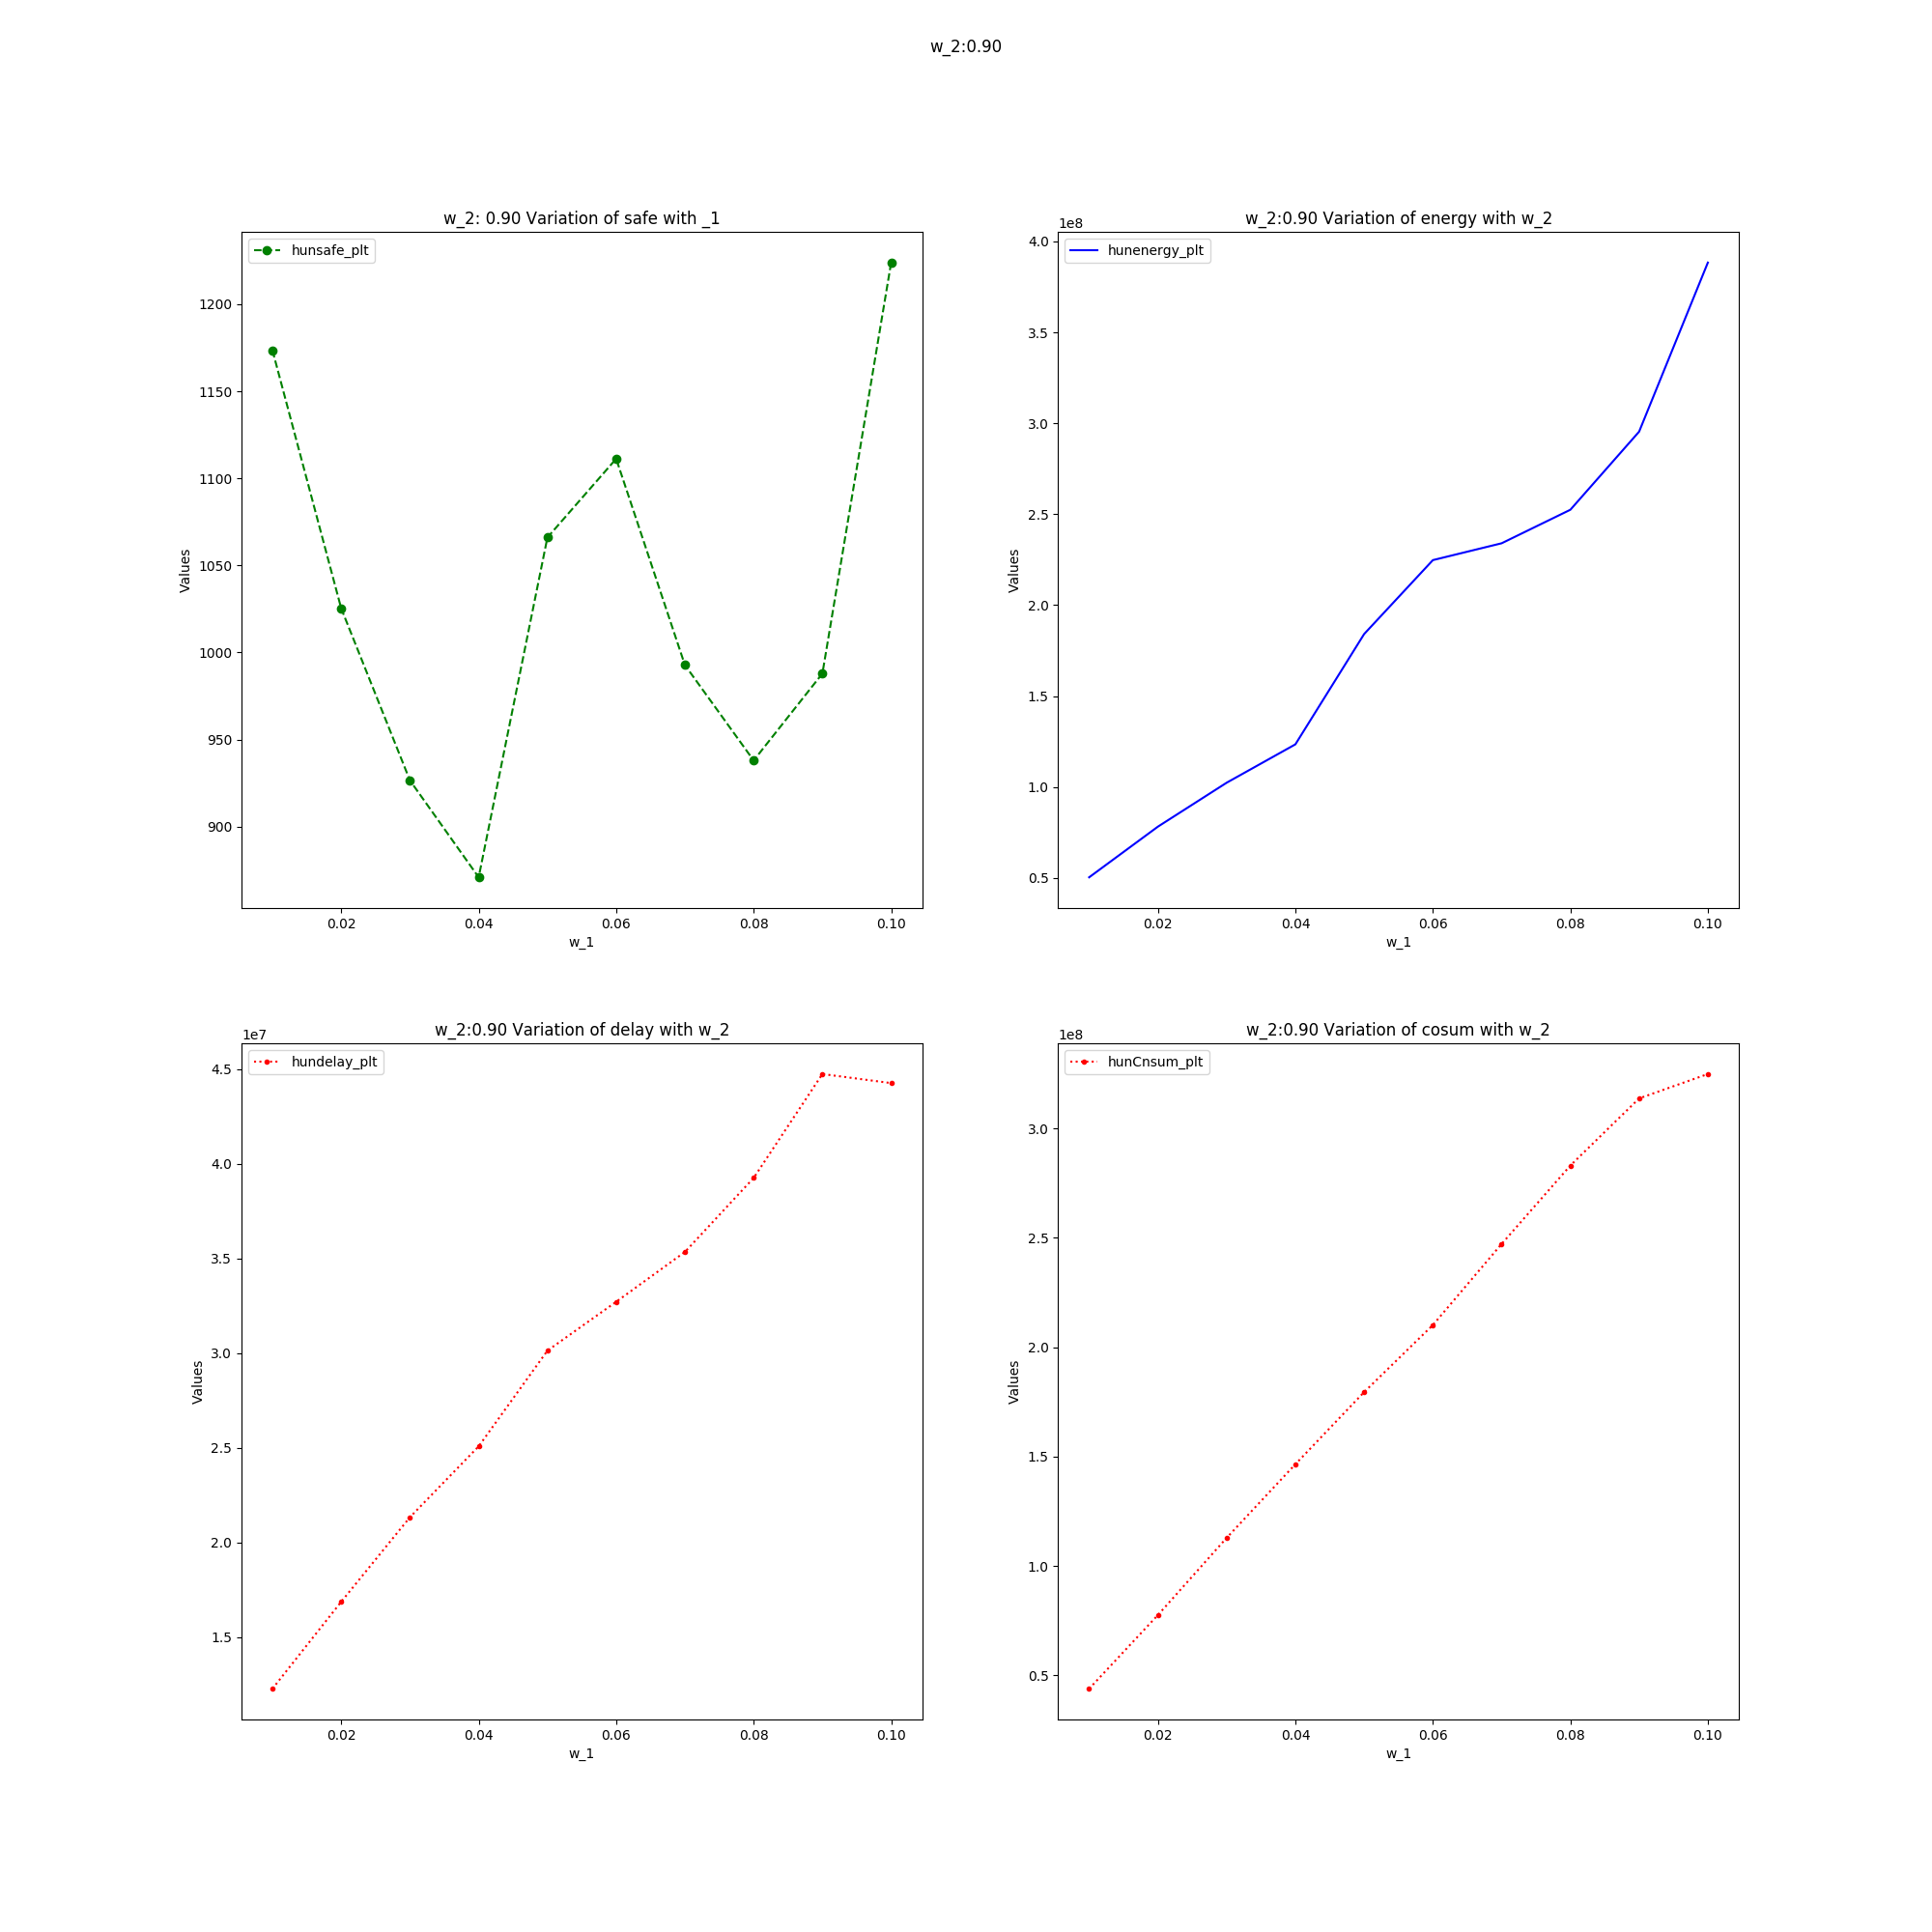 w_2:0.90
w_2: 0.90 Variation of safe with _1
hunsafe_plt
1200
1150
1100
1050
1000
950
900
Values
0.02 0.04 0.06 0.08 0.10
w_1
w_2:0.90 Variation of energy with w_2
1e8
hunenergy_plt
4.0
3.5
3.0
2.5
2.0
1.5
1.0
0.5
Values
0.02 0.04 0.06 0.08 0.10
w_1
w_2:0.90 Variation of delay with w_2
1e7
hundelay_plt
4.5
4.0
3.5
3.0
2.5
2.0
1.5
Values
0.02 0.04 0.06 0.08 0.10
w_1
w_2:0.90 Variation of cosum with w_2
1e8
hunCnsum_plt
3.0
2.5
2.0
1.5
1.0
0.5
Values
0.02 0.04 0.06 0.08 0.10
w_1